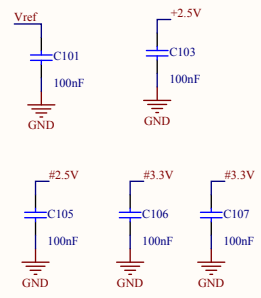 Vref
C101
100nF
GND
+2.5V
C103
100nF
GND
#2.5V
C105
100nF
GND
#3.3V
C106
100nF
GND
#3.3V
C107
100nF
GND